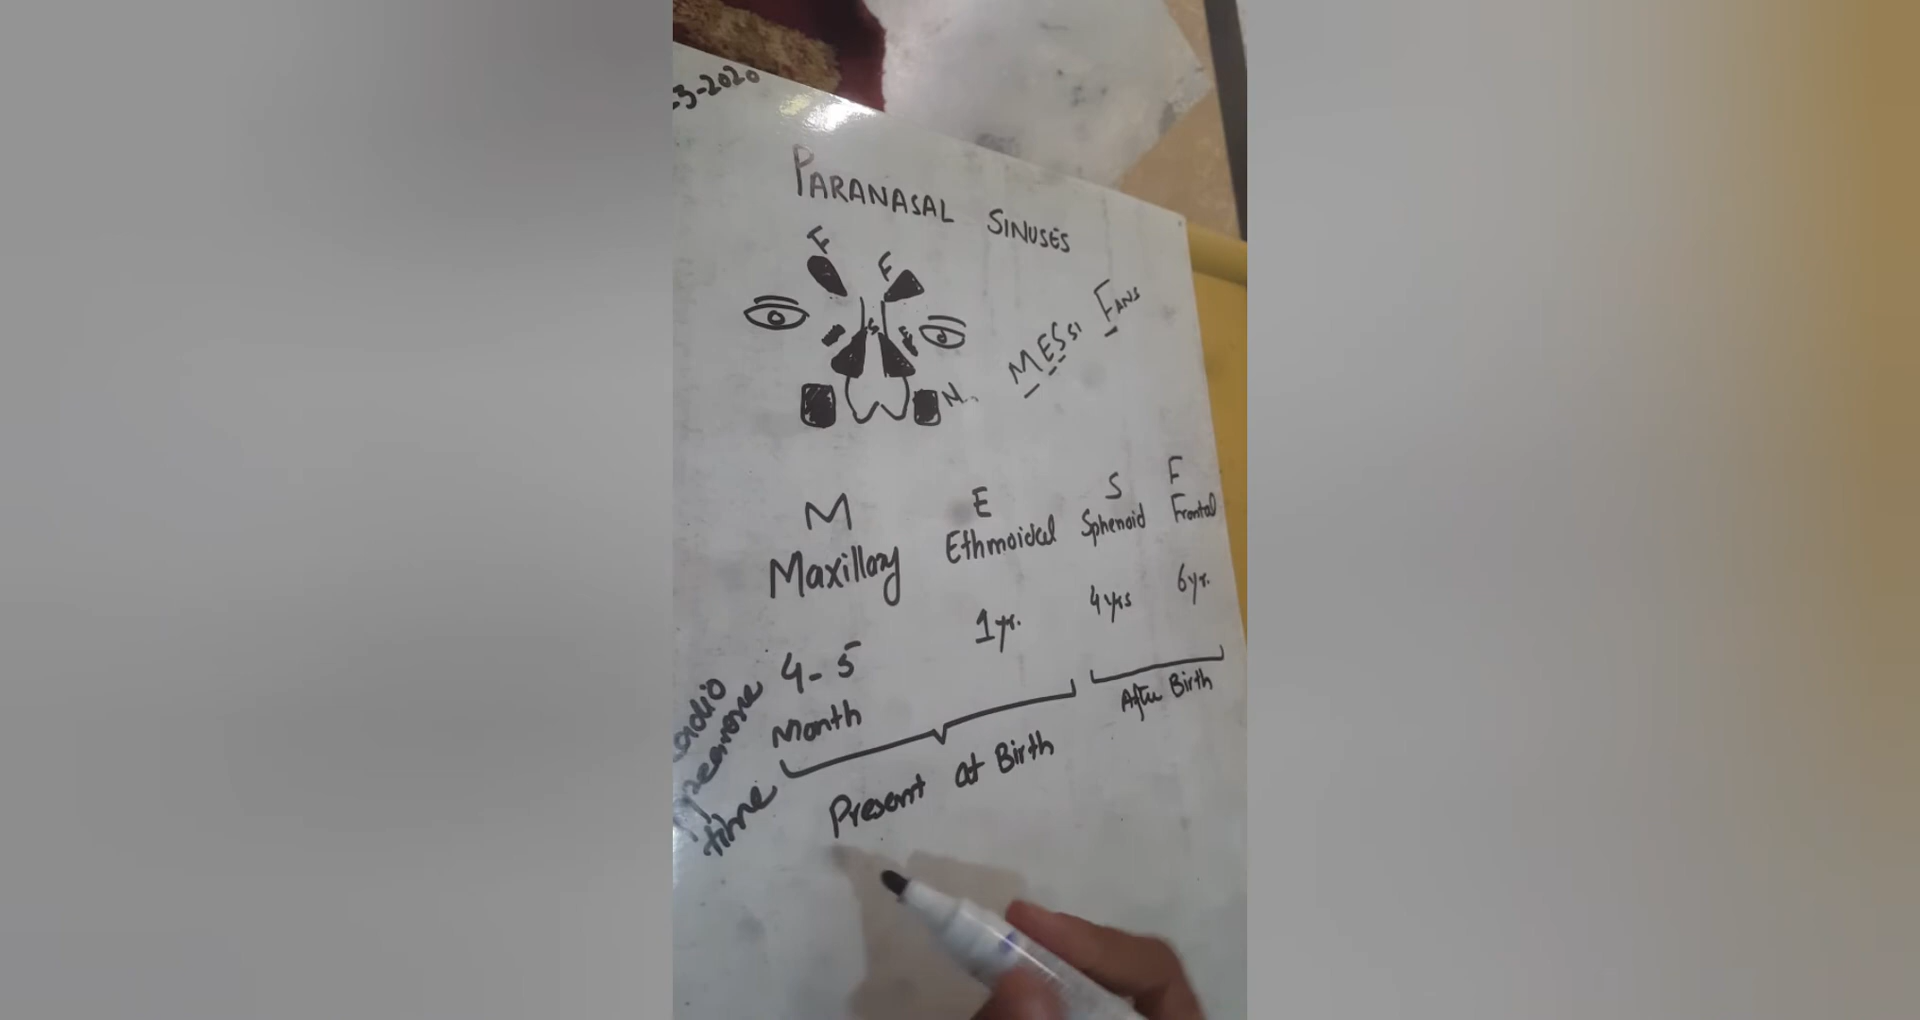 -3-2020
PARANASAL SINUSES
F
F
S
E
M
MESSI FANS
M E S F
Maxillary Ethmoidal Sphenoid Frontal
4-5 Month 1yr. 4yrs 6yr.
time
Present at Birth
After Birth